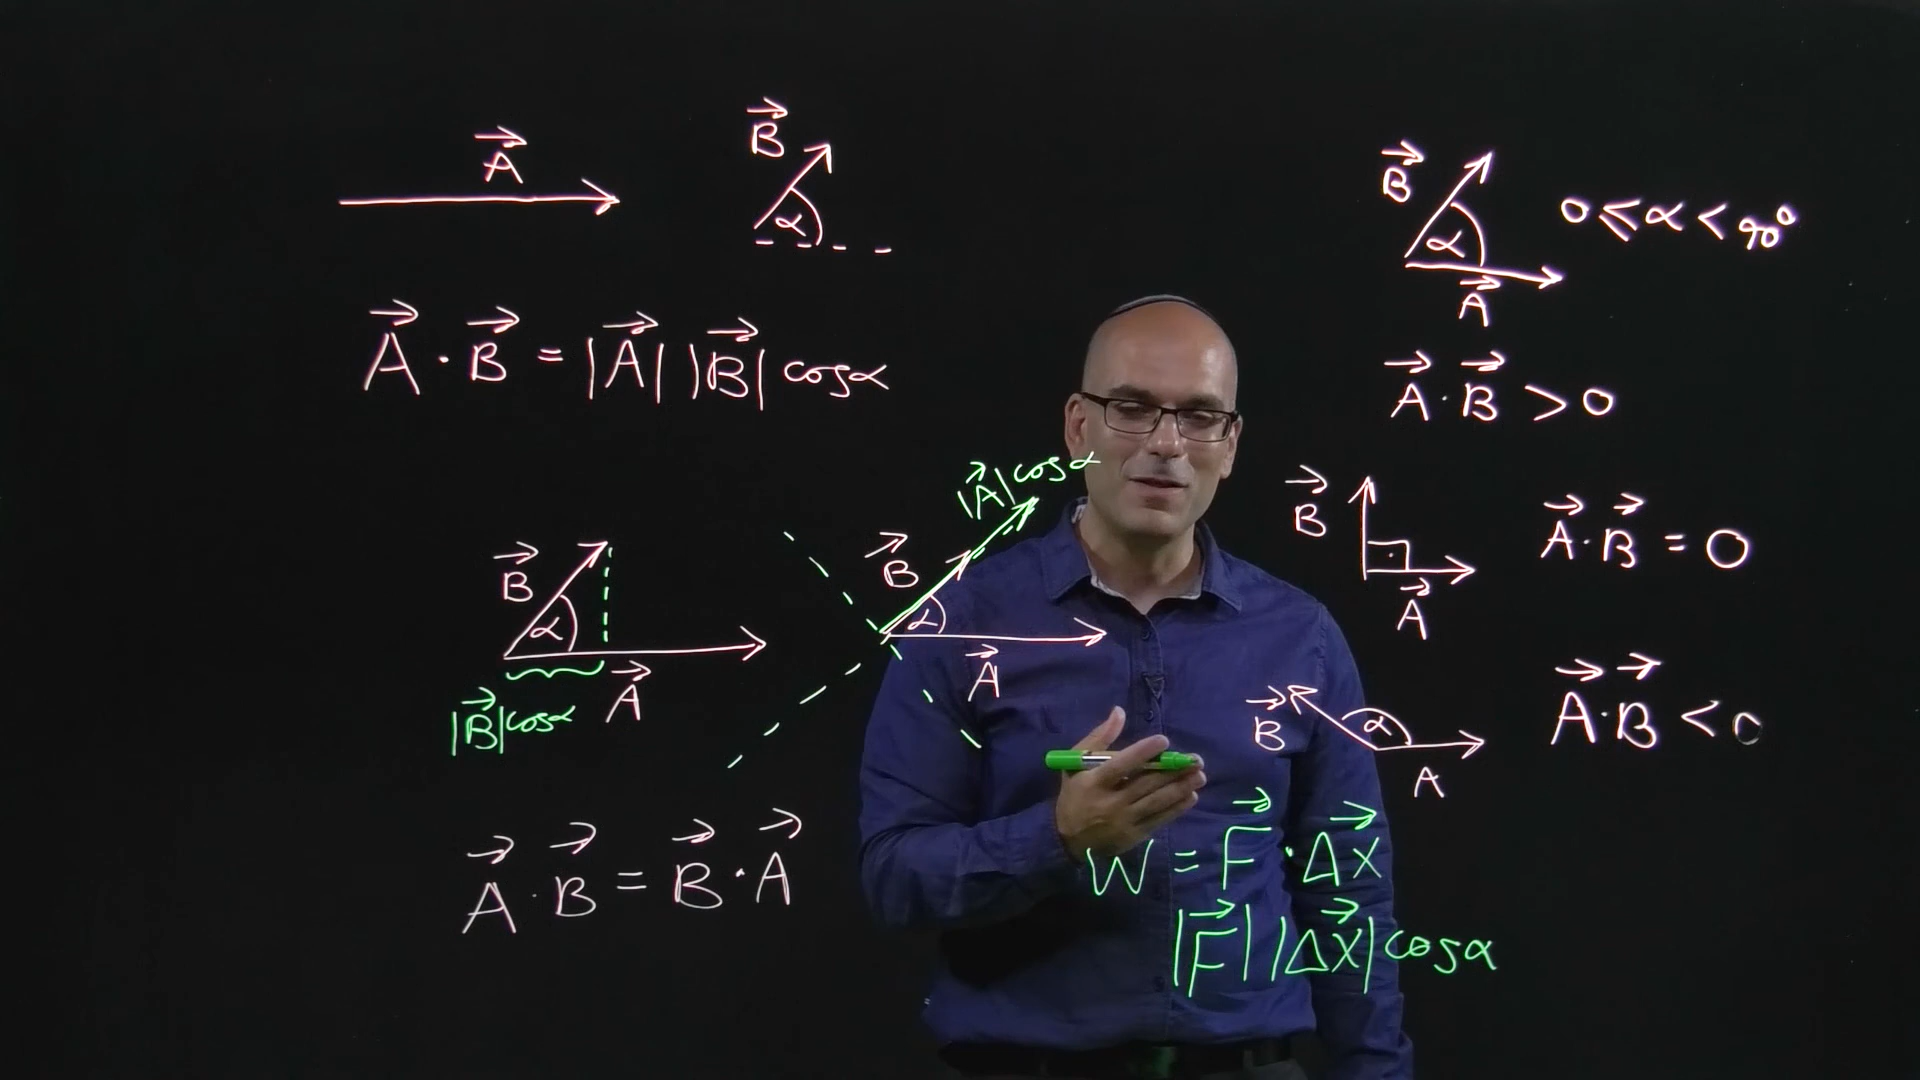 A⃗
B⃗
α
A⃗ · B⃗ = |A⃗| |B⃗| cosα
B⃗
α
A⃗
|B⃗|cosα
|A⃗|cosα
B⃗
α
A⃗
A⃗ · B⃗ = B⃗ · A⃗
B⃗
α
A⃗
0 ≤ α < 90°
A⃗ · B⃗ > 0
B⃗
A⃗
A⃗ · B⃗ = 0
B⃗
α
A
A⃗ · B⃗ < 0
W = F⃗ · Δx⃗
|F⃗| |Δx⃗| cosα